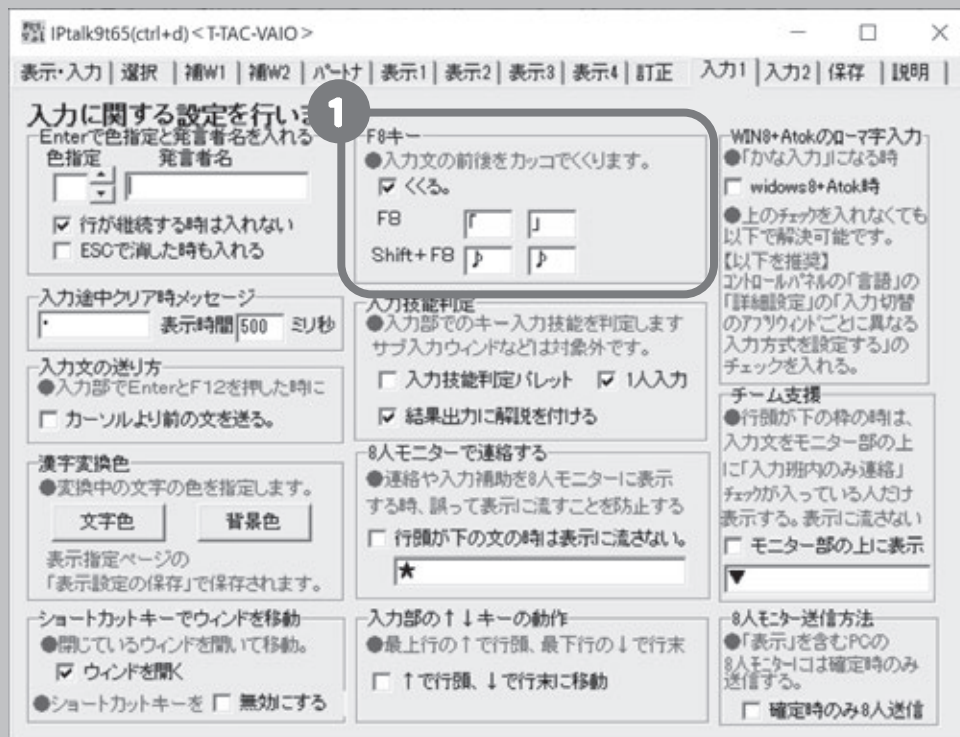 IPtalk9t65(ctrl+d)<T-TAC-VAIO>
表示・入力 | 選択 | 補W1 | 補W2 | パートナ | 表示1 | 表示2 | 表示3 | 表示4 | 訂正 | 入力1 | 入力2 | 保存 | 説明
入力に関する設定を行いま
1
Enterで色指定と発言者名を入れる
色指定 発言者名
行が継続する時は入れない
ESCで消した時も入れる
入力途中クリア時メッセージ
・ 表示時間 500 ミリ秒
入力文の送り方
●入力部でEnterとF12を押した時に
カーソルより前の文を送る。
漢字変換色
●変換中の文字の色を指定します。
文字色 背景色
表示指定ページの
「表示設定の保存」で保存されます。
ショートカットキーでウィンドを移動
●閉じているウィンドを開いて移動。
ウィンドを開く
●ショートカットキーを 無効にする
F8キー
●入力文の前後をカッコでくくります。
くくる。
F8 「 」
Shift+F8 ♪ ♪
入力技能判定
●入力部でのキー入力技能を判定します
サブ入力ウィンドなどは対象外です。
入力技能判定パレット 1人入力
結果出力に解説を付ける
8人モニターで連絡する
●連絡や入力補助を8人モニターに表示
する時、誤って表示に流すことを防止する
行頭が下の文の時は表示に流さない。
★
入力部の↑↓キーの動作
●最上行の↑で行頭、最下行の↓で行末
↑で行頭、↓で行末に移動
WIN8+Atokのローマ字入力
●「かな入力」になる時
widows8+Atok時
●上のチェックを入れなくても
以下で解決可能です。
【以下を推奨】
コントロールパネルの「言語」の
「詳細設定」の「入力切替
のアプリウィンドごとに異なる
入力方式を設定する」の
チェックを入れる。
チーム支援
●行頭が下の枠の時は、
入力文をモニター部の上
に「入力班内のみ連絡」
チェックが入っている人だけ
表示する。表示に流さない
モニター部の上に表示
▼
8人モニター送信方法
●「表示」を含むPCの
8人モニターには確定時のみ
送信する。
確定時のみ8人送信